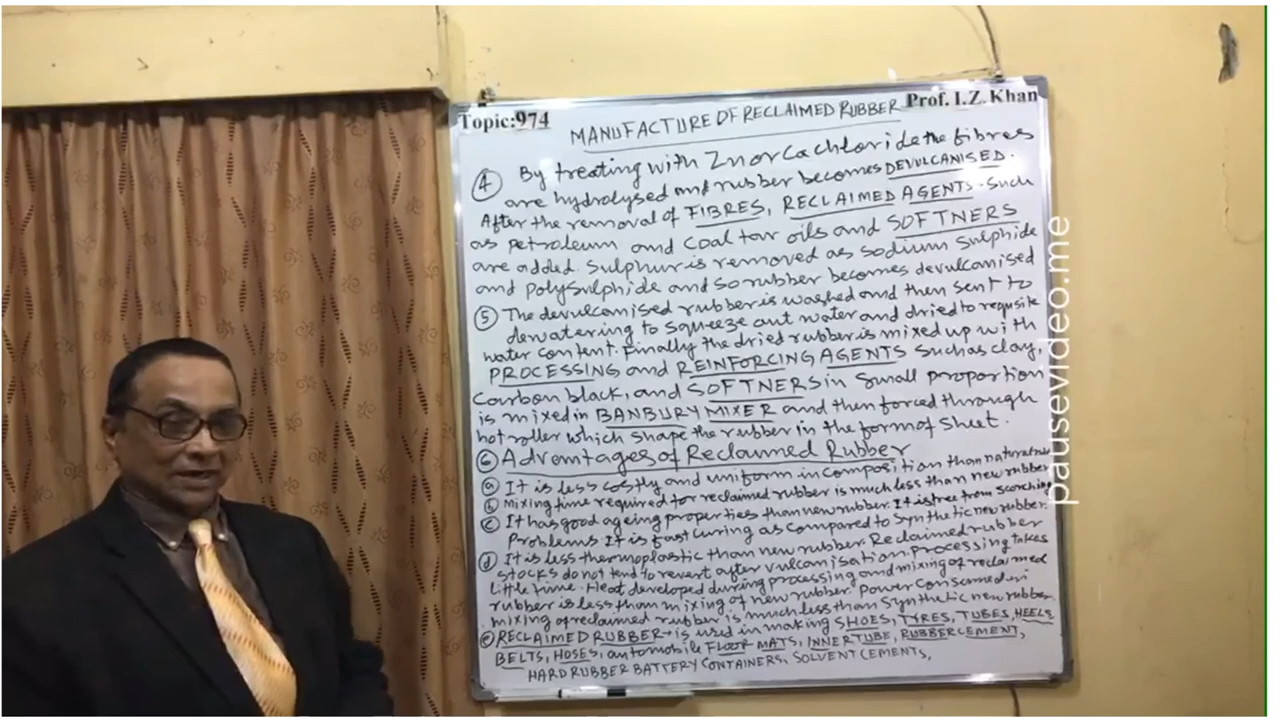 Topic:974
MANUFACTURE OF RECLAIMED RUBBER
Prof. I.Z. Khan
④ By treating with Zn or Ca chloride the fibres
are hydrolysed and rubber becomes DEVULCANISED.
After the removal of FIBRES, RECLAIMED AGENTS. Such
as petroleum and coal tar oils and SOFTNERS
are added. Sulphur is removed as sodium sulphide
and polysulphide and so rubber becomes devulcanised
⑤ The devulcanised rubber is washed and then sent to
dewatering to squeeze out water and dried to requsite
water content. Finally the dried rubber is mixed up with
PROCESSING and REINFORCING AGENTS such as clay,
Carbon black, and SOFTNERS in small proportion
is mixed in BANBURY MIXER and then forced through
hot roller which shape the rubber in the form of sheet.
⑥ Advantages of Reclaimed Rubber
ⓐ It is less costly and uniform in composition than natural
ⓑ mixing time required for reclaimed rubber is much less than new rubber
ⓒ It has good ageing properties than new rubber. It is free from scorching
Problems It is fast curing as compared to Synthetic new rubber.
ⓓ It is less thermoplastic than new rubber. Reclaimed rubber
stocks do not tend to revert after vulcanisation. Processing takes
little time. Heat developed during processing and mixing of reclaimed
rubber is less than mixing of new rubber. Power consumed in
mixing of reclaimed rubber is much less than Synthetic new rubber.
ⓔ RECLAIMED RUBBER → is used in making SHOES, TYRES, TUBES, HEELS
BELTS, HOSES, automobile FLOOR MATS, INNERTUBE, RUBBER CEMENT,
HARD RUBBER BATTERY CONTAINERS, SOLVENT CEMENTS,
pausevideo.me